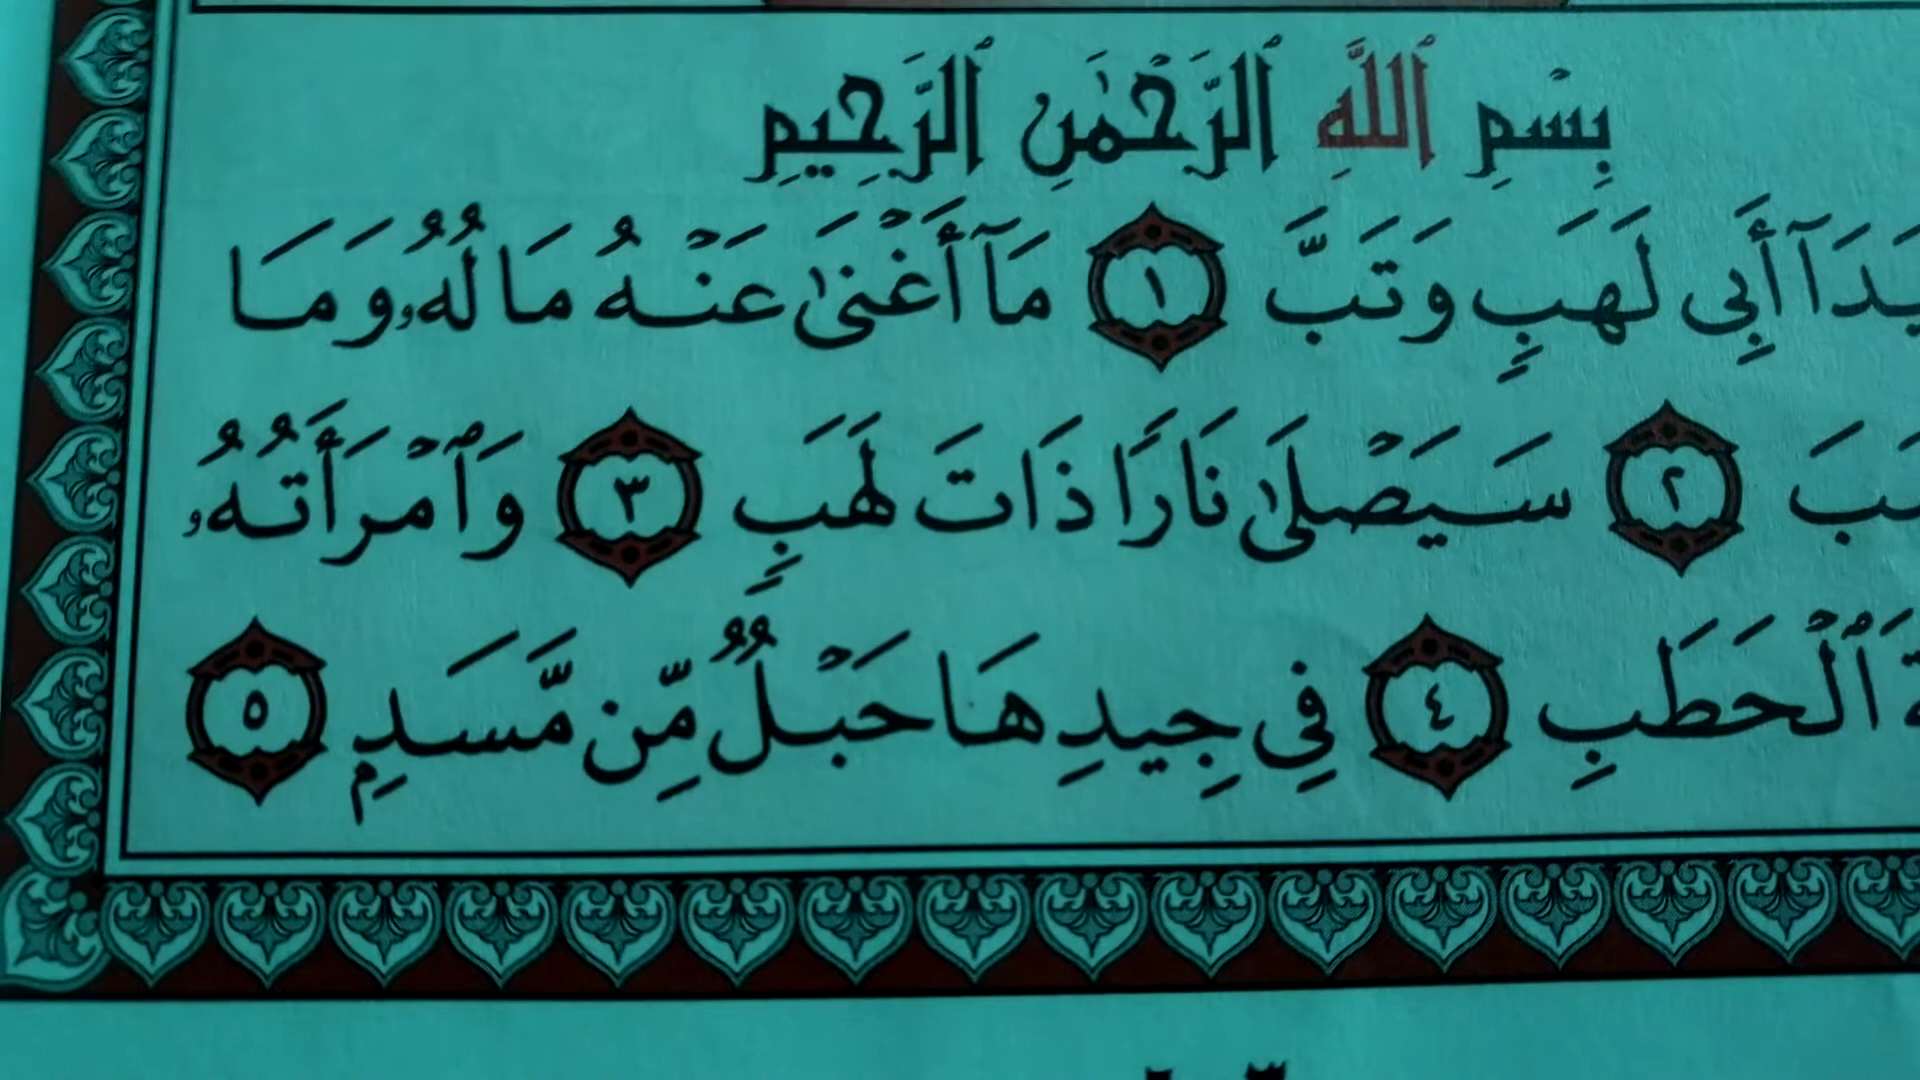 بِسْمِ ٱللَّهِ ٱلرَّحْمَٰنِ ٱلرَّحِيمِ
أَبِي لَهَبٍ وَتَبَّ ١ مَآ أَغْنَىٰ عَنْهُ مَالُهُۥ وَمَا
٢ سَيَصْلَىٰ نَارًا ذَاتَ لَهَبٍ ٣ وَٱمْرَأَتُهُۥ
ٱلْحَطَبِ ٤ فِي جِيدِهَا حَبْلٌ مِّن مَّسَدٍۭ ٥